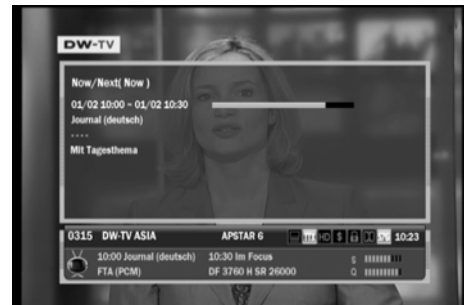 DW-TV
Now/Next( Now )
01/02 10:00 ~ 01/02 10:30
Journal (deutsch)
----
Mit Tagesthema
0315 DW-TV ASIA APSTAR 6 HD $ 10:23
10:00 Journal (deutsch) 10:30 Im Focus S
FTA (PCM) DF 3760 H SR 26000 Q